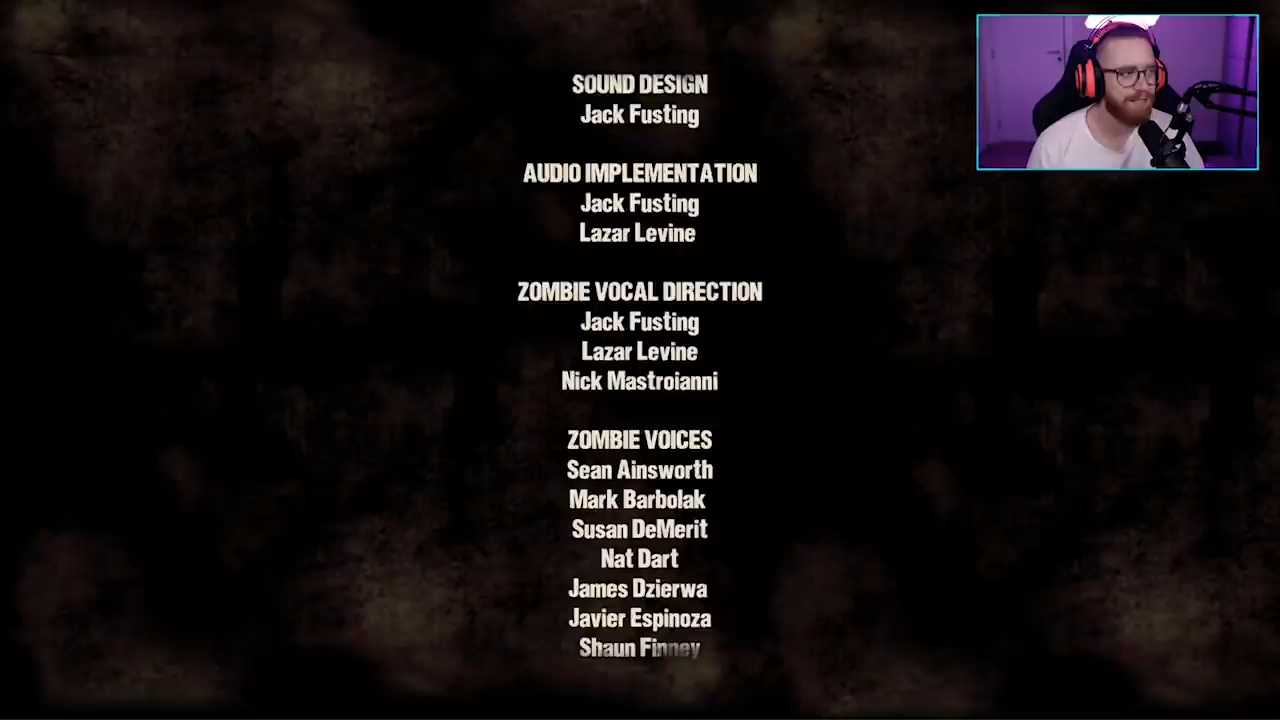 SOUND DESIGN
Jack Fusting
AUDIO IMPLEMENTATION
Jack Fusting
Lazar Levine
ZOMBIE VOCAL DIRECTION
Jack Fusting
Lazar Levine
Nick Mastroianni
ZOMBIE VOICES
Sean Ainsworth
Mark Barbolak
Susan DeMerit
Nat Dart
James Dzierwa
Javier Espinoza
Shaun Finney